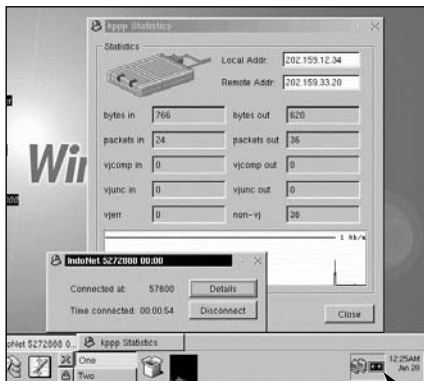 kppp Statistics
Statistics
Local Addr: 202.159.12.34
Remote Addr: 202.159.33.20
bytes in 766 bytes out 620
packets in 24 packets out 36
vjcomp in 0 vjcomp out 0
vjunc in 0 vjunc out 0
vjerr 0 non-vj 36
Wi
1 kb/s
IndoNet 5272888 00:00
Connected at: 57600 Details
Time connected: 00:00:54 Disconnect
Close
oNet 5272888 0.. kppp Statistics
One
Two
12:25AM
Jan 20